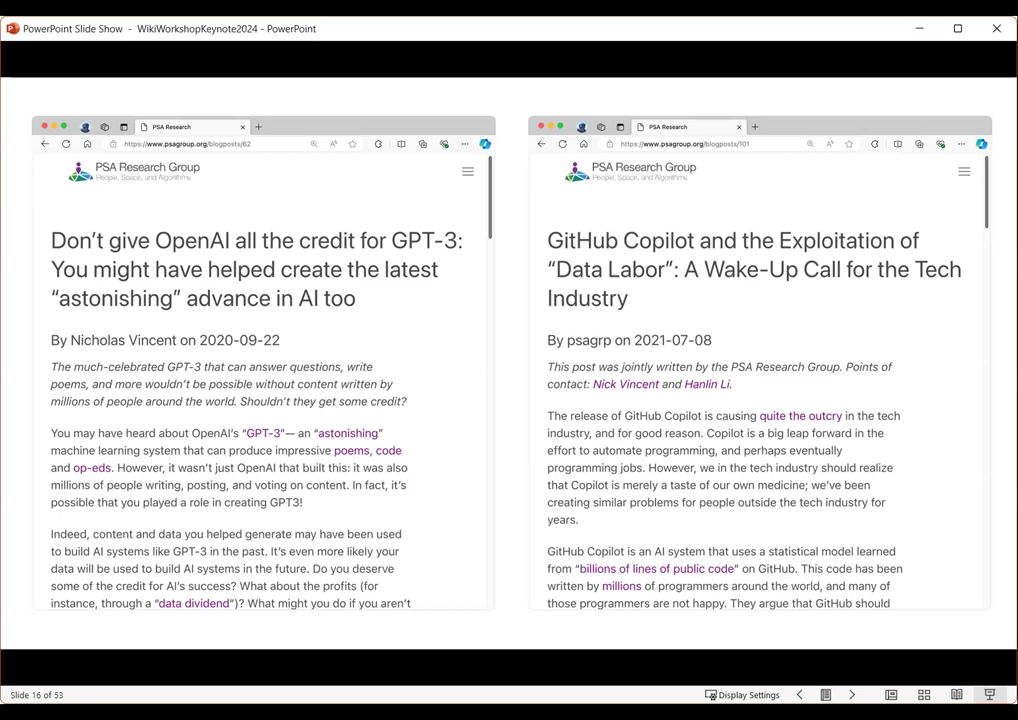 PowerPoint Slide Show - WikiWorkshopKeynote2024 - PowerPoint
PSA Research
https://www.psagroup.org/blogposts/62
PSA Research Group
People, Space, and Algorithms
Don't give OpenAI all the credit for GPT-3:
You might have helped create the latest
“astonishing” advance in AI too
By Nicholas Vincent on 2020-09-22
The much-celebrated GPT-3 that can answer questions, write
poems, and more wouldn't be possible without content written by
millions of people around the world. Shouldn't they get some credit?
You may have heard about OpenAI's “GPT-3”— an “astonishing”
machine learning system that can produce impressive poems, code
and op-eds. However, it wasn't just OpenAI that built this: it was also
millions of people writing, posting, and voting on content. In fact, it's
possible that you played a role in creating GPT3!
Indeed, content and data you helped generate may have been used
to build AI systems like GPT-3 in the past. It's even more likely your
data will be used to build AI systems in the future. Do you deserve
some of the credit for AI's success? What about the profits (for
instance, through a “data dividend”)? What might you do if you aren't
PSA Research
https://www.psagroup.org/blogposts/101
PSA Research Group
People, Space, and Algorithms
GitHub Copilot and the Exploitation of
“Data Labor”: A Wake-Up Call for the Tech
Industry
By psagrp on 2021-07-08
This post was jointly written by the PSA Research Group. Points of
contact: Nick Vincent and Hanlin Li.
The release of GitHub Copilot is causing quite the outcry in the tech
industry, and for good reason. Copilot is a big leap forward in the
effort to automate programming, and perhaps eventually
programming jobs. However, we in the tech industry should realize
that Copilot is merely a taste of our own medicine; we've been
creating similar problems for people outside the tech industry for
years.
GitHub Copilot is an AI system that uses a statistical model learned
from “billions of lines of public code” on GitHub. This code has been
written by millions of programmers around the world, and many of
those programmers are not happy. They argue that GitHub should
Slide 16 of 53
Display Settings